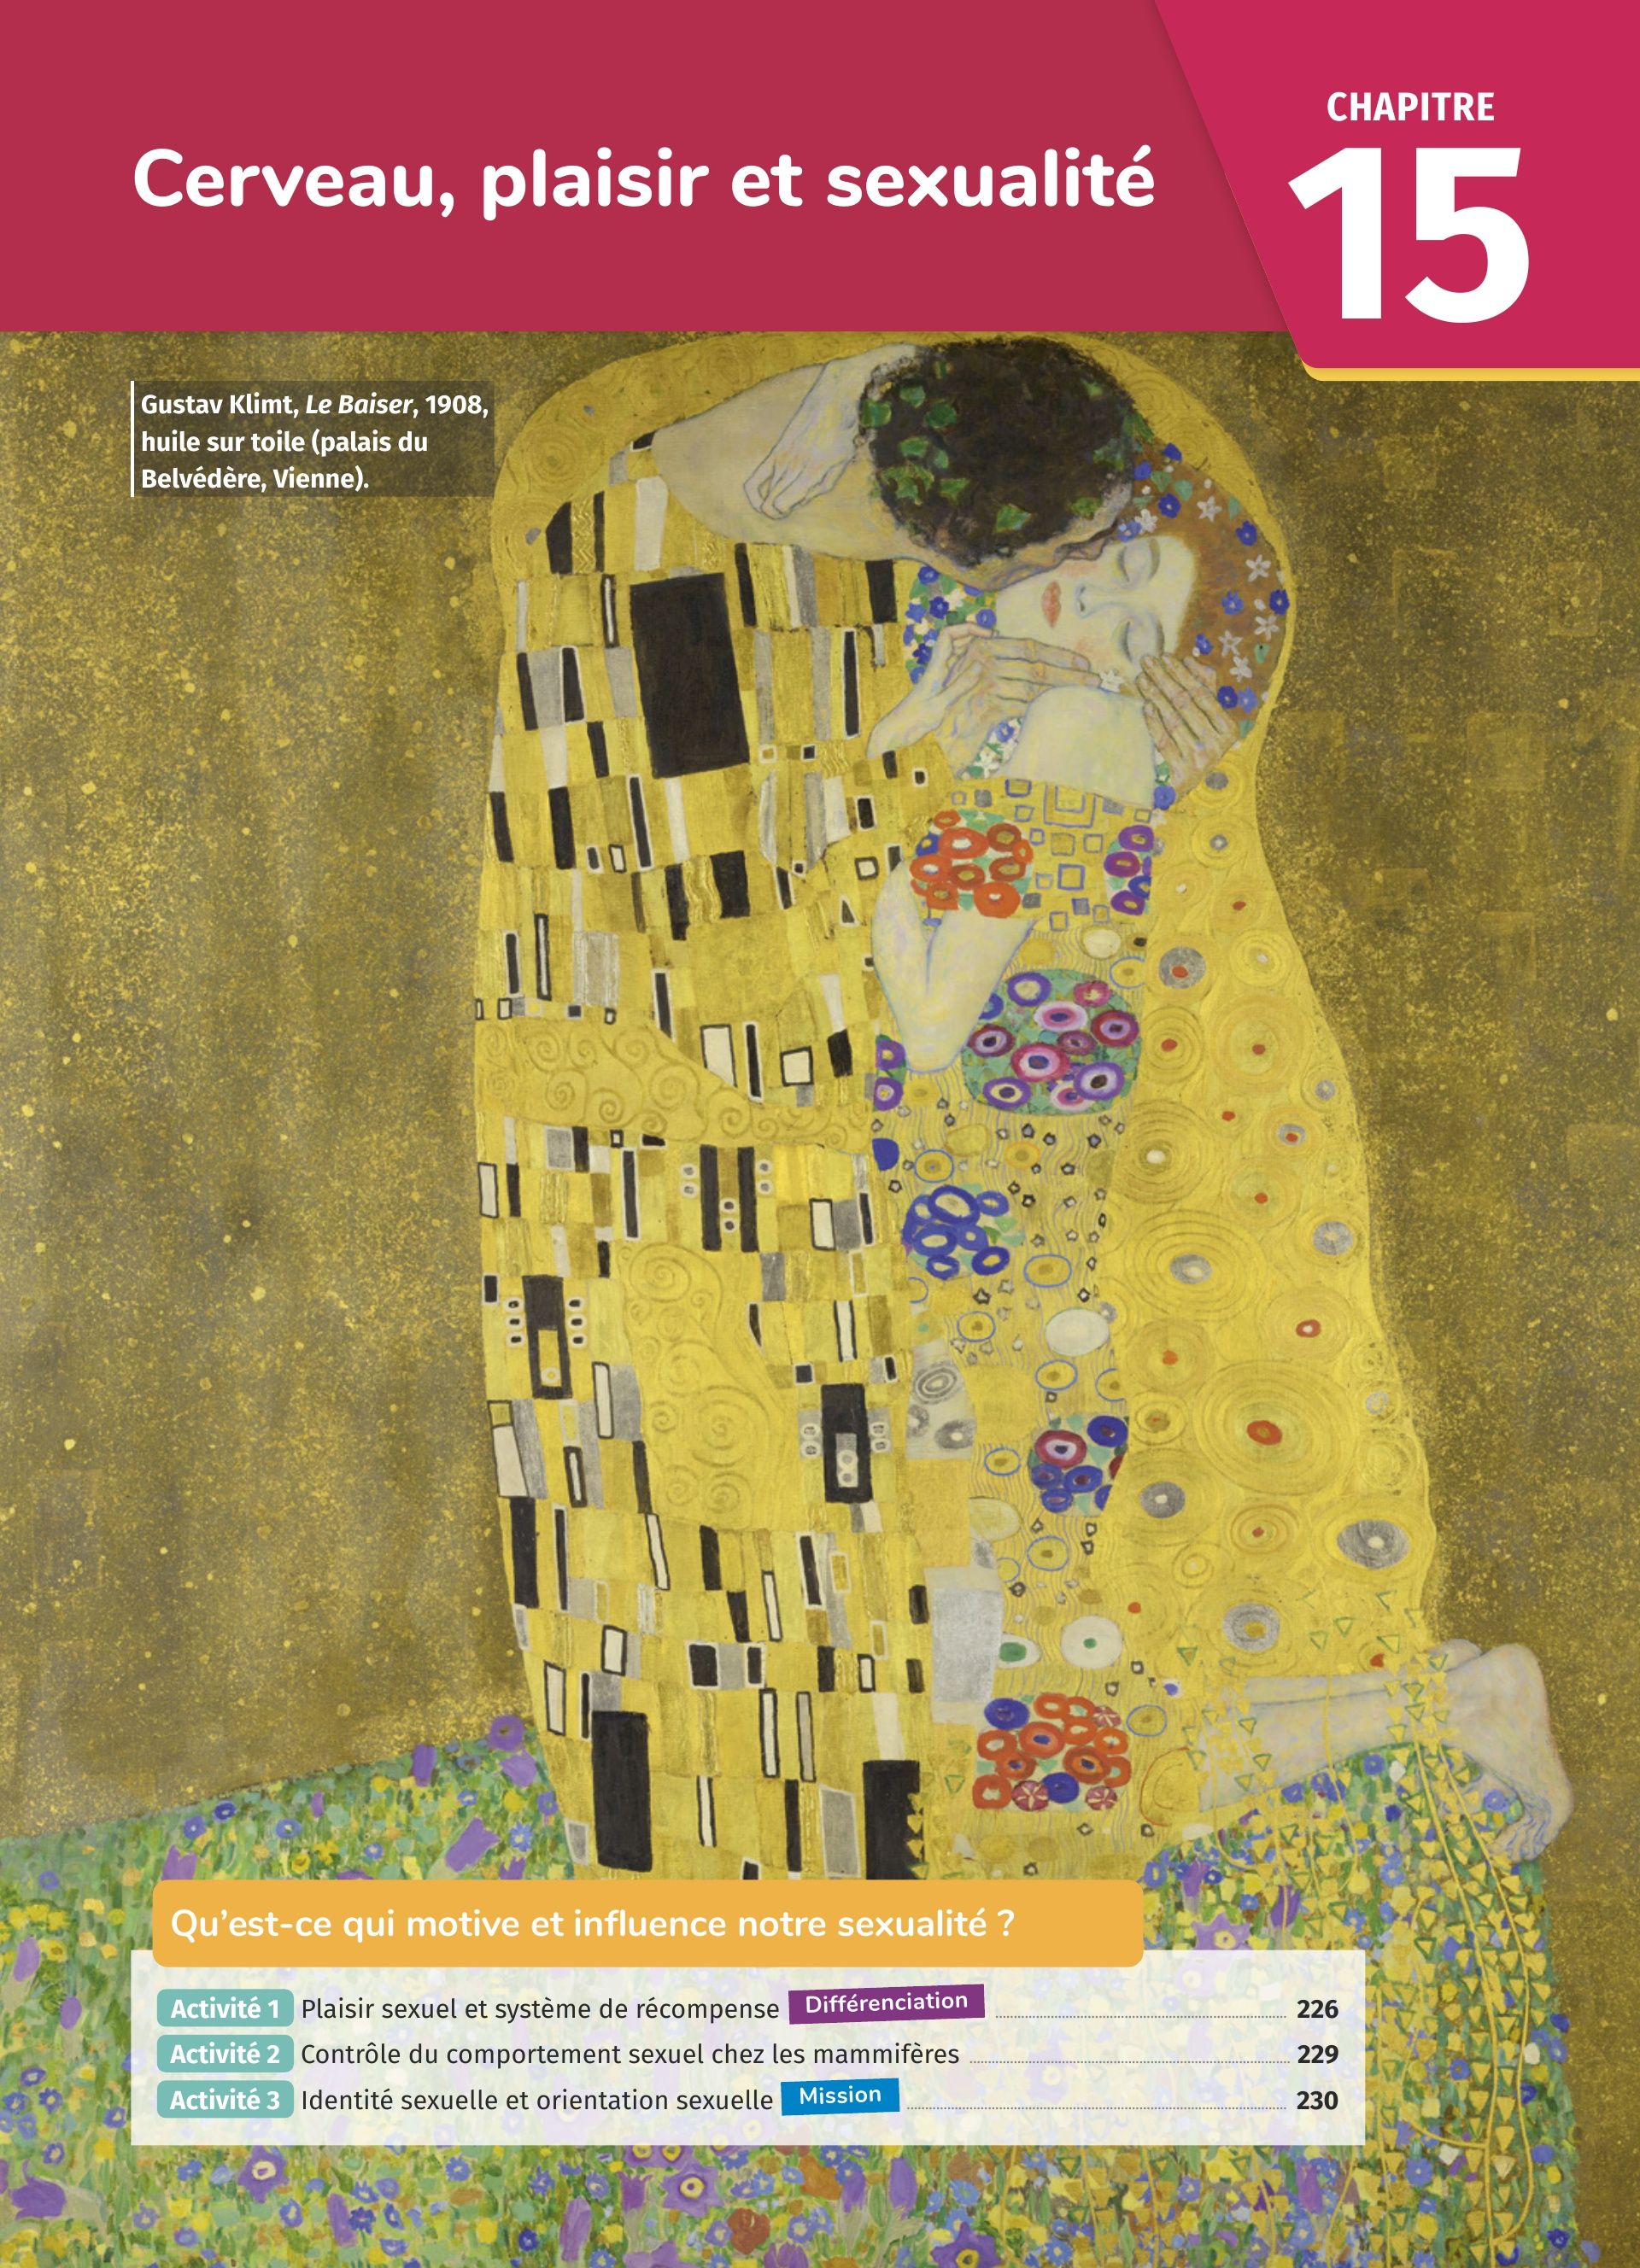 CHAPITRE
15
Cerveau, plaisir et sexualité
Gustav Klimt, Le Baiser, 1908,
huile sur toile (palais du
Belvédère, Vienne).
Qu’est-ce qui motive et influence notre sexualité ?
Activité 1 Plaisir sexuel et système de récompense Différenciation 226
Activité 2 Contrôle du comportement sexuel chez les mammifères 229
Activité 3 Identité sexuelle et orientation sexuelle Mission 230